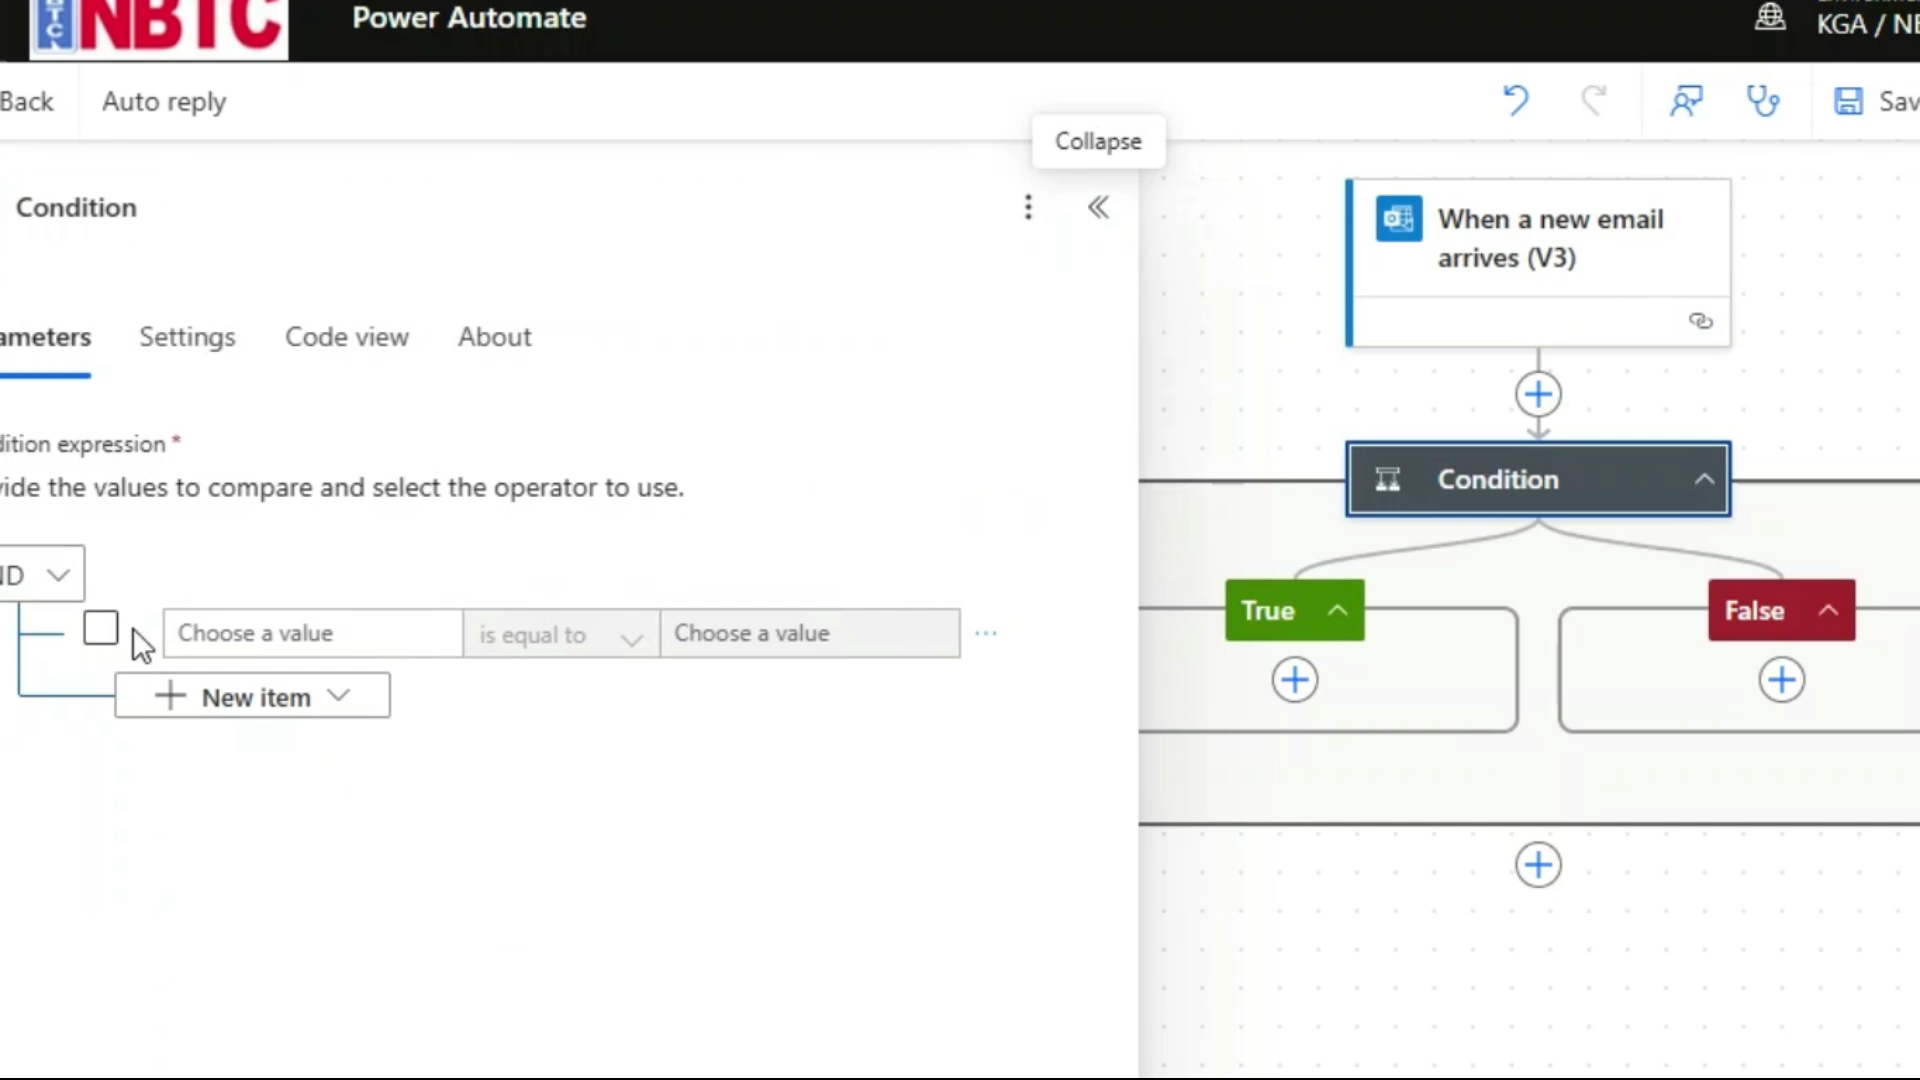 NBTC
Power Automate
KGA / NE
Back
Auto reply
Sav
Collapse
Condition
ameters
Settings
Code view
About
dition expression *
vide the values to compare and select the operator to use.
ND
Choose a value
is equal to
Choose a value
...
New item
When a new email
arrives (V3)
Condition
True
False